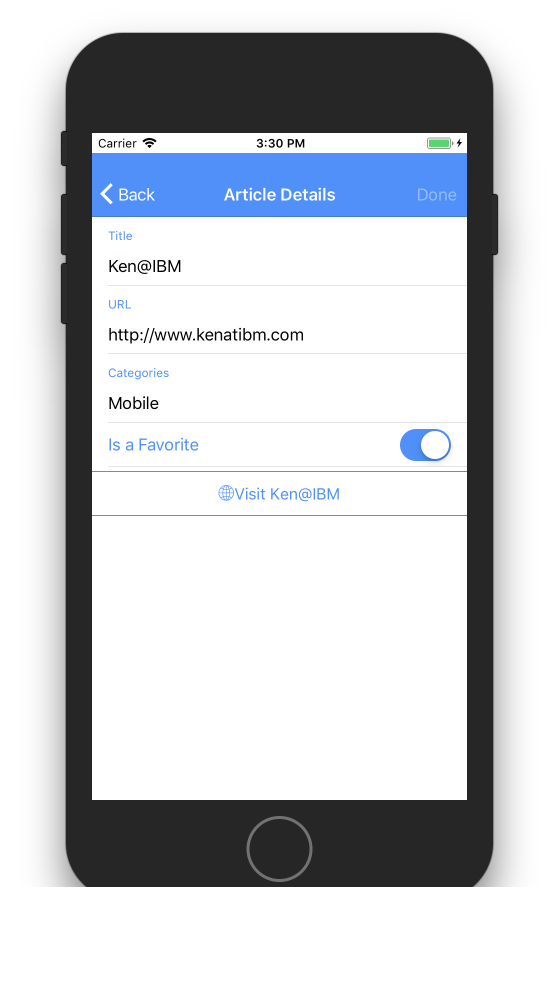 Carrier 3:30 PM
Back Article Details Done
Title
Ken@IBM
URL
http://www.kenatibm.com
Categories
Mobile
Is a Favorite
Visit Ken@IBM